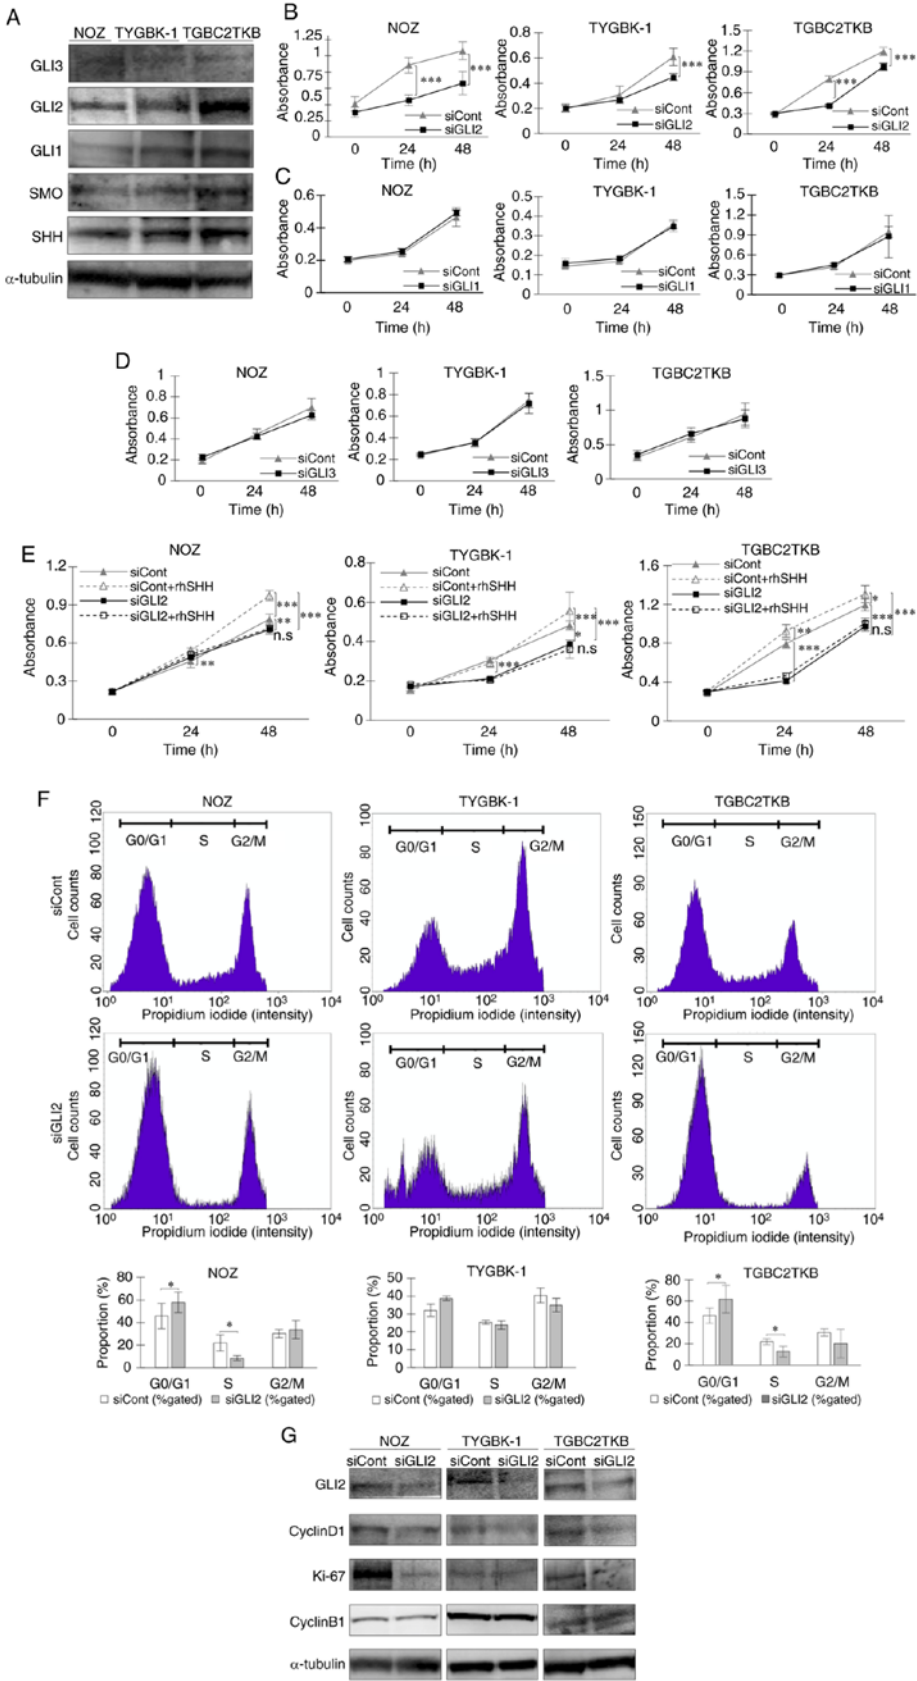 A
NOZ TYGBK-1 TGBC2TKB
GLI3
GLI2
GLI1
SMO
SHH
α-tubulin
B
NOZ
Absorbance
1.25
1
0.75
0.5
0.25
***
***
siCont
siGLI2
0 24 48
Time (h)
TYGBK-1
Absorbance
0.8
0.6
0.4
0.2
0
***
siCont
siGLI2
0 24 48
Time (h)
TGBC2TKB
Absorbance
1.5
1.2
0.9
0.6
0.3
***
***
siCont
siGLI2
0 24 48
Time (h)
C
NOZ
Absorbance
0.6
0.4
0.2
0
siCont
siGLI1
0 24 48
Time (h)
TYGBK-1
Absorbance
0.5
0.4
0.3
0.2
0.1
0
siCont
siGLI1
0 24 48
Time (h)
TGBC2TKB
Absorbance
1.5
1.2
0.9
0.6
0.3
0
siCont
siGLI1
0 24 48
Time (h)
D
NOZ
Absorbance
1
0.8
0.6
0.4
0.2
0
siCont
siGLI3
0 24 48
Time (h)
TYGBK-1
Absorbance
1
0.8
0.6
0.4
0.2
0
siCont
siGLI3
0 24 48
Time (h)
TGBC2TKB
Absorbance
1.5
1
0.5
0
siCont
siGLI3
0 24 48
Time (h)
E
NOZ
Absorbance
1.2
0.9
0.6
0.3
0
siCont
siCont+rhSHH
siGLI2
siGLI2+rhSHH
***
***
**
n.s
**
0 24 48
Time (h)
TYGBK-1
Absorbance
0.8
0.6
0.4
0.2
0
siCont
siCont+rhSHH
siGLI2
siGLI2+rhSHH
***
***
*
n.s
***
0 24 48
Time (h)
TGBC2TKB
Absorbance
1.6
1.2
0.8
0.4
0
siCont
siCont+rhSHH
siGLI2
siGLI2+rhSHH
*
***
***
n.s
**
***
0 24 48
Time (h)
F
siCont
NOZ
Cell counts
120
100
80
60
40
20
0
G0/G1 S G2/M
10⁰ 10¹ 10² 10³ 10⁴
Propidium iodide (intensity)
TYGBK-1
Cell counts
100
80
60
40
20
0
G0/G1 S G2/M
10⁰ 10¹ 10² 10³ 10⁴
Propidium iodide (intensity)
TGBC2TKB
Cell counts
150
120
90
60
30
0
G0/G1 S G2/M
10⁰ 10¹ 10² 10³ 10⁴
Propidium iodide (intensity)
siGLI2
Cell counts
120
100
80
60
40
20
0
G0/G1 S G2/M
10⁰ 10¹ 10² 10³ 10⁴
Propidium iodide (intensity)
Cell counts
100
80
60
40
20
0
G0/G1 S G2/M
10⁰ 10¹ 10² 10³ 10⁴
Propidium iodide (intensity)
Cell counts
150
120
90
60
30
0
G0/G1 S G2/M
10⁰ 10¹ 10² 10³ 10⁴
Propidium iodide (intensity)
NOZ
Proportion (%)
80
60
40
20
0
*
*
G0/G1 S G2/M
siCont (%gated) siGLI2 (%gated)
TYGBK-1
Proportion (%)
50
40
30
20
10
0
G0/G1 S G2/M
siCont (%gated) siGLI2 (%gated)
TGBC2TKB
Proportion (%)
80
60
40
20
0
*
*
G0/G1 S G2/M
siCont (%gated) siGLI2 (%gated)
G
NOZ TYGBK-1 TGBC2TKB
siCont siGLI2 siCont siGLI2 siCont siGLI2
GLI2
CyclinD1
Ki-67
CyclinB1
α-tubulin